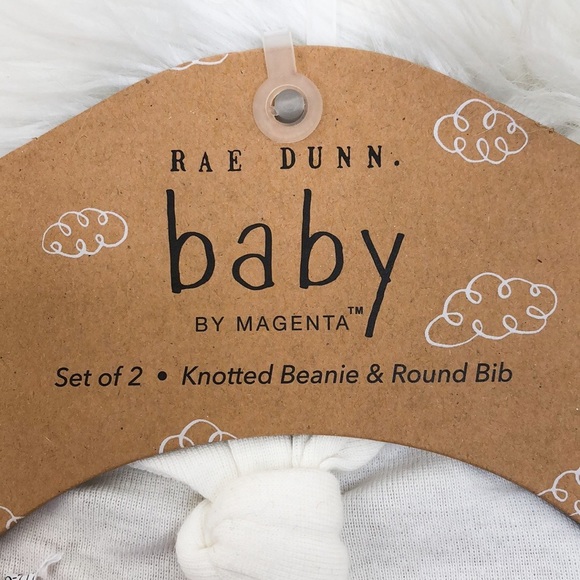 RAE DUNN.
baby
BY MAGENTA™
Set of 2 • Knotted Beanie & Round Bib